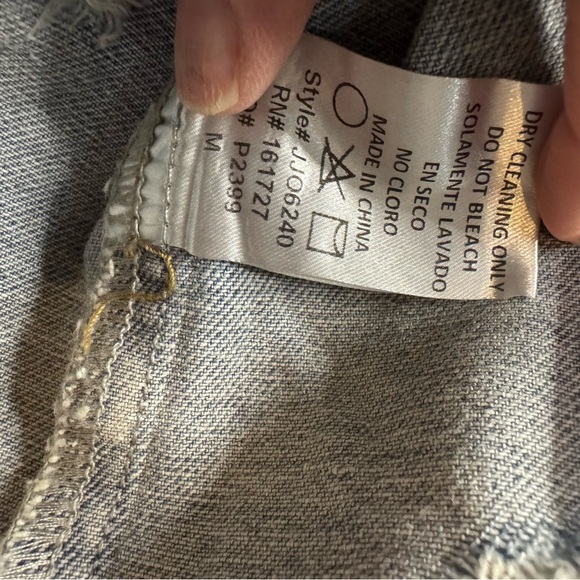 DRY CLEANING ONLY
DO NOT BLEACH
SOLAMENTE LAVADO
EN SECO
NO CLORO
MADE IN CHINA
Style# JJO6240
RN# 161727
# P2369
M